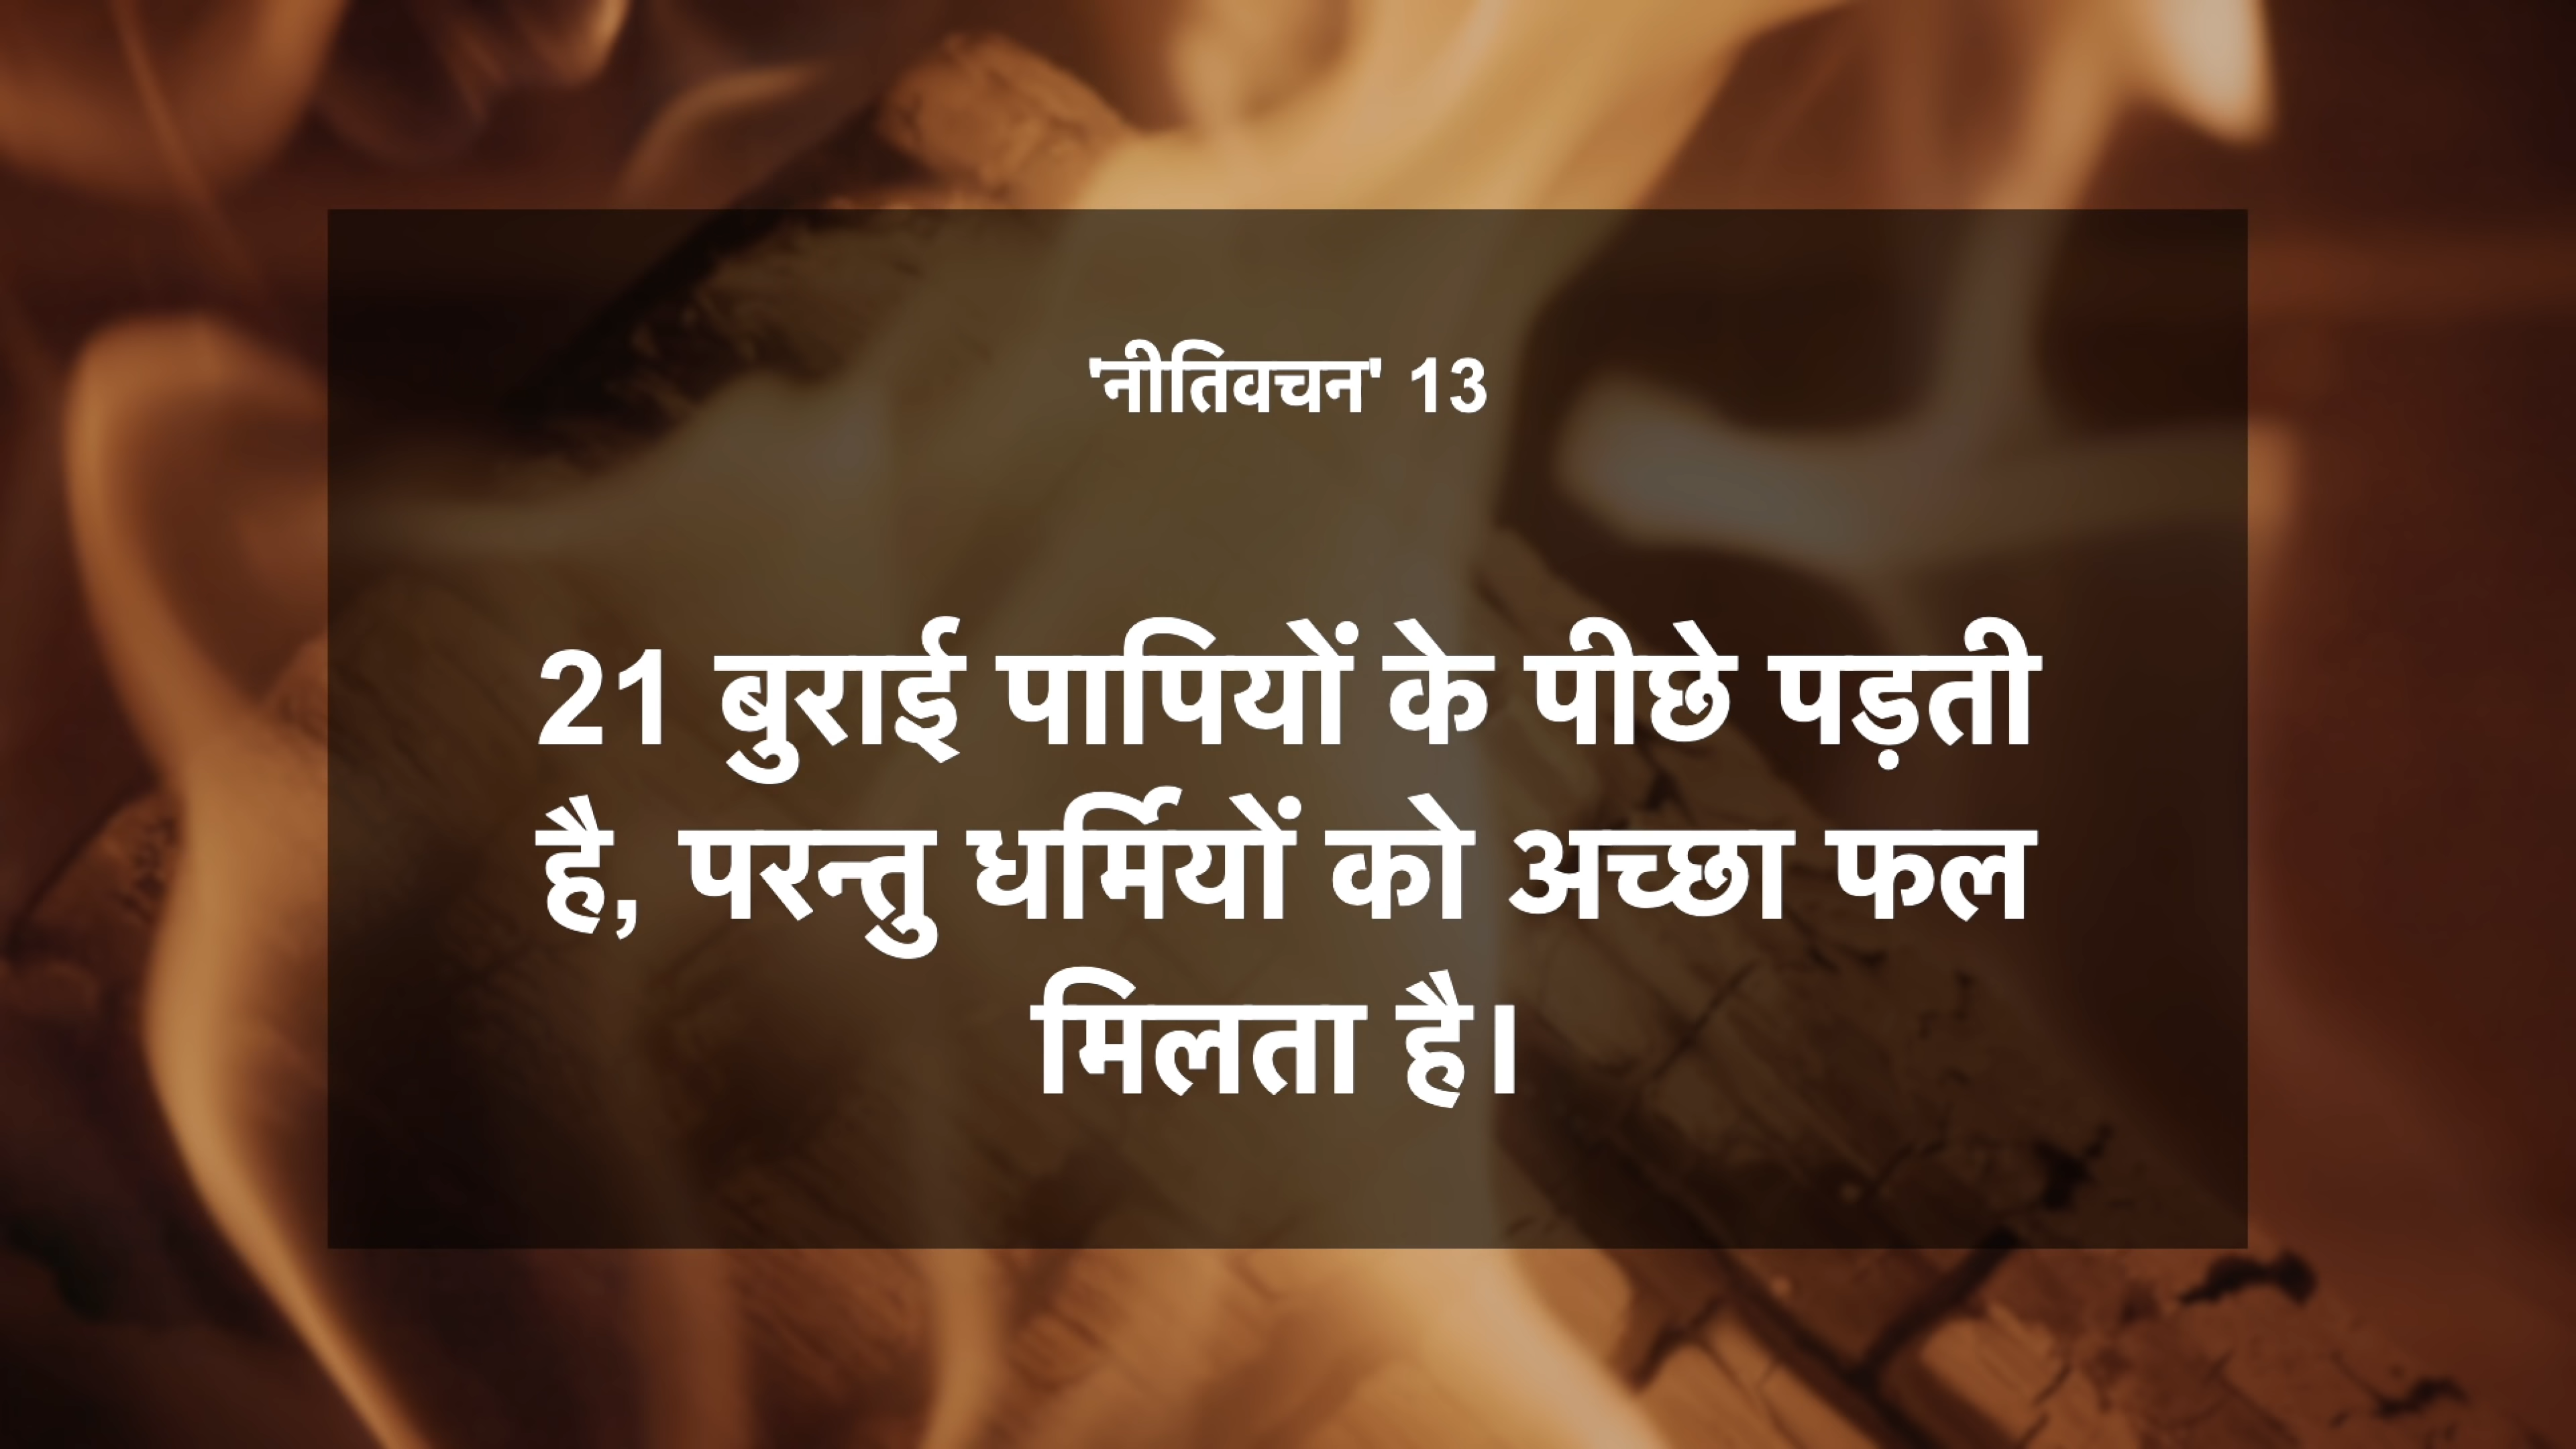 'नीतिवचन' 13
21 बुराई पापियों के पीछे पड़ती
है, परन्तु धर्मियों को अच्छा फल
मिलता है।